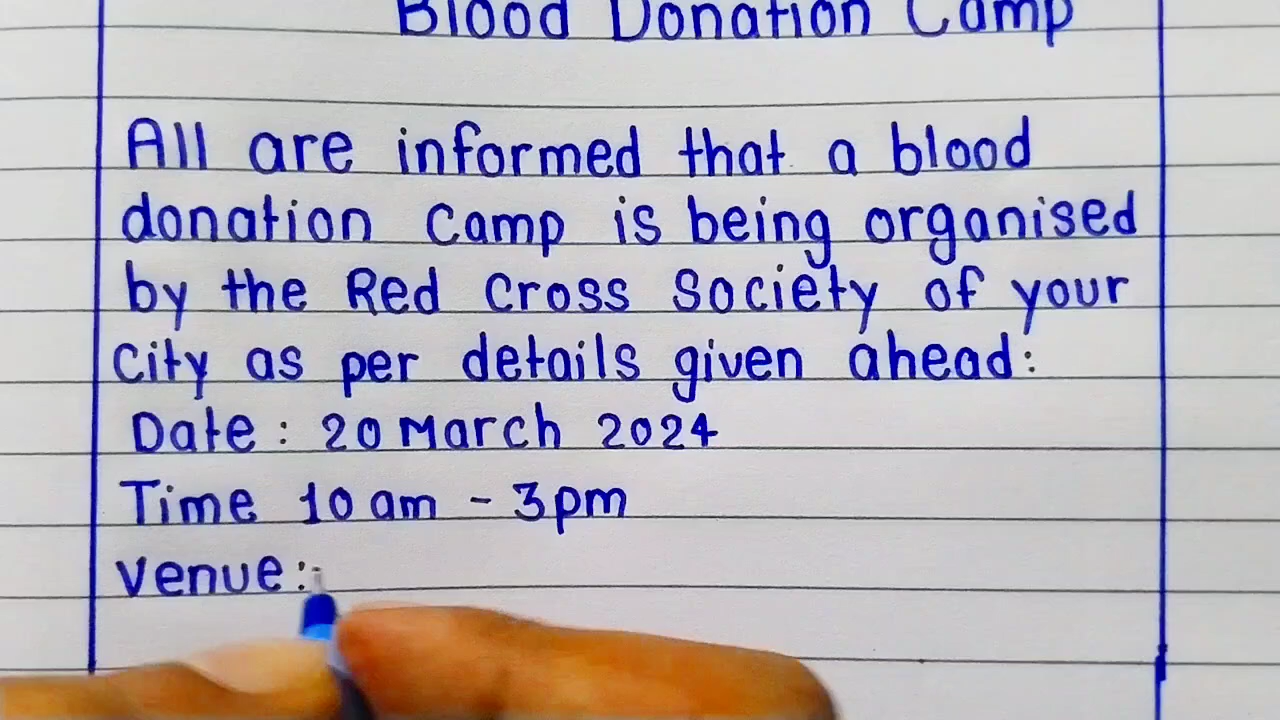 Blood Donation Camp
All are informed that a blood
donation Camp is being organised
by the Red Cross Society of your
City as per details given ahead:
Date: 20 March 2024
Time 10 am - 3pm
Venue: